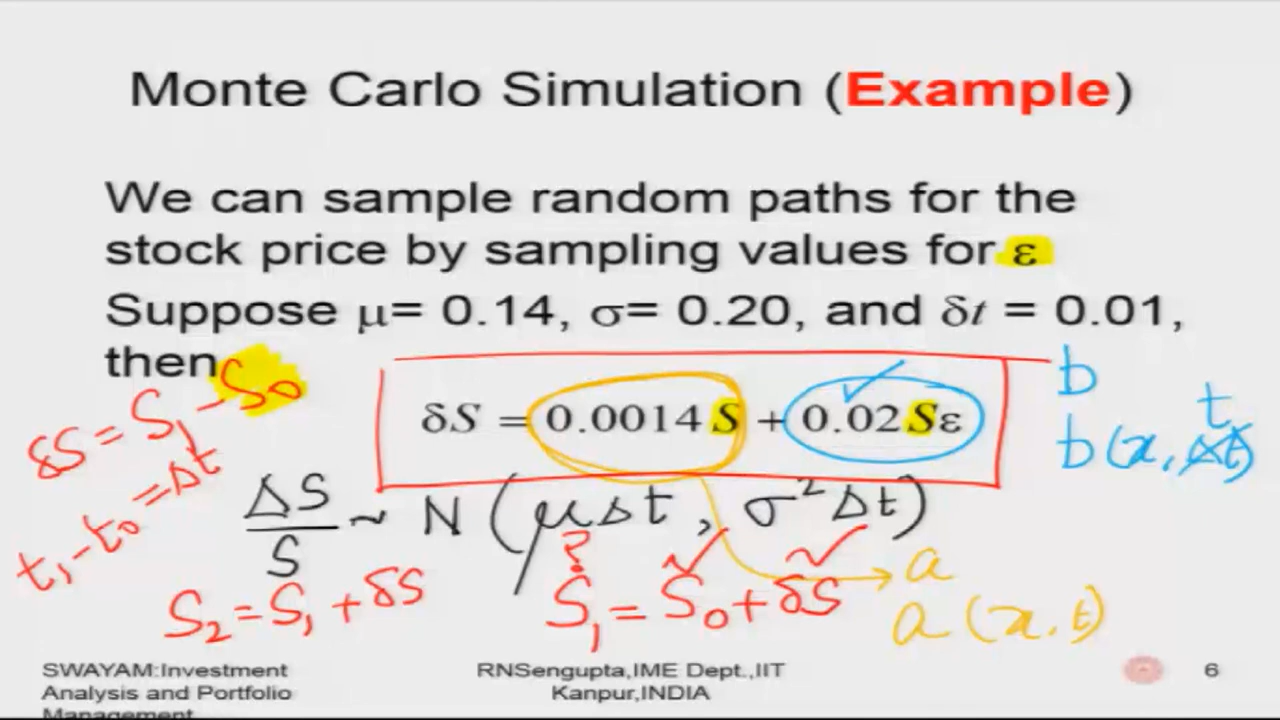 Monte Carlo Simulation (Example)
We can sample random paths for the
stock price by sampling values for ε
Suppose μ= 0.14, σ= 0.20, and δt = 0.01,
then
δS = S₁ - S₀
δS = 0.0014 S + 0.02 Sε
b
b(x, t)
t₁ - t₀ = Δt
ΔS/S ~ N(μΔt, σ²Δt)
?
S₂ = S₁ + δS
S₁ = S₀ + δS
a
a(x, t)
SWAYAM:Investment
Analysis and Portfolio
Management
RNSengupta,IME Dept.,IIT
Kanpur,INDIA
6